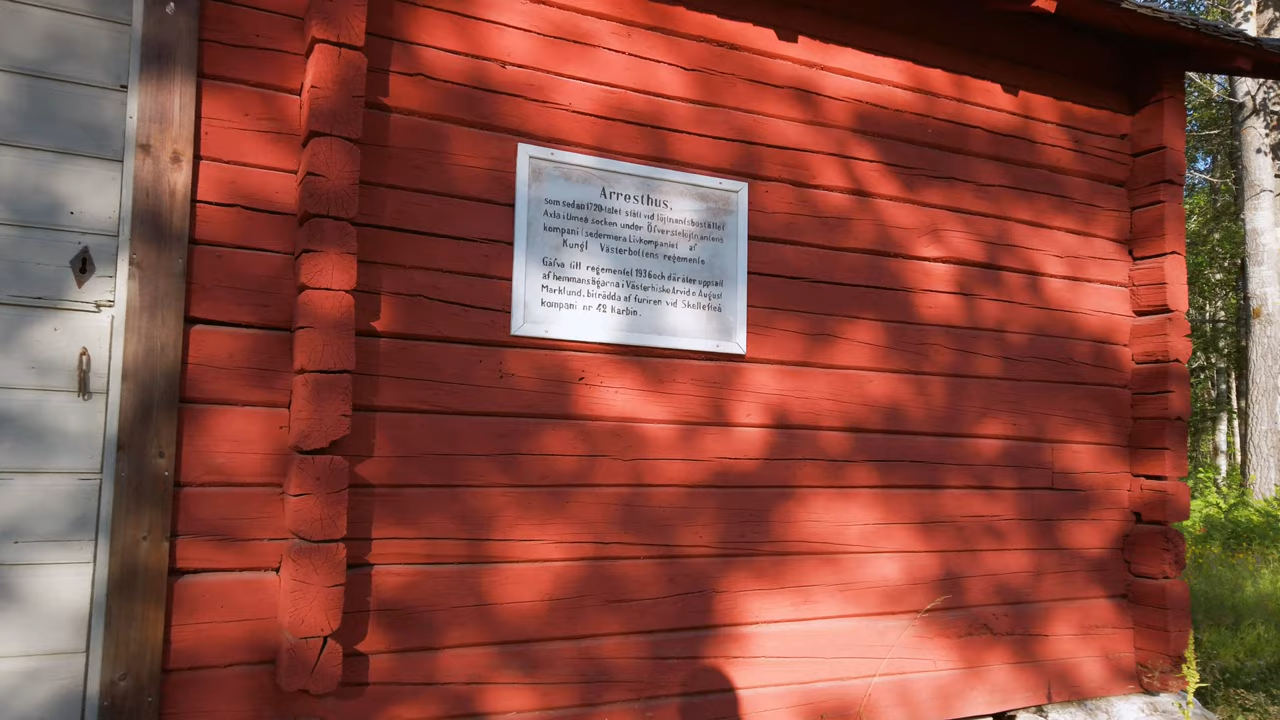 Arresthus,
som sedan 1720-talet stått vid löjtnantsbostället
Axla i Umeå socken under Öfverstelöjtnantens
kompani (sedermera Livkompaniet af
Kungl Västerbottens regemente
Gåfva till regementet 1936 och där åter uppsatt
af hemmansägarna i Västerhiske Arvid o August
Marklund, biträdda af furiren vid Skellefteå
kompani nr 42 Karbin.